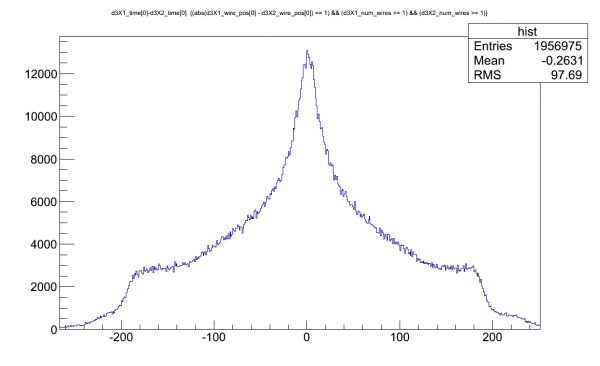 d3X1_time[0]-d3X2_time[0] {(abs(d3X1_wire_pos[0] - d3X2_wire_pos[0]) == 1) && (d3X1_num_wires >= 1) && (d3X2_num_wires >= 1)}
hist
Entries 1956975
Mean -0.2631
RMS 97.69
12000
10000
8000
6000
4000
2000
0
-200 -100 0 100 200